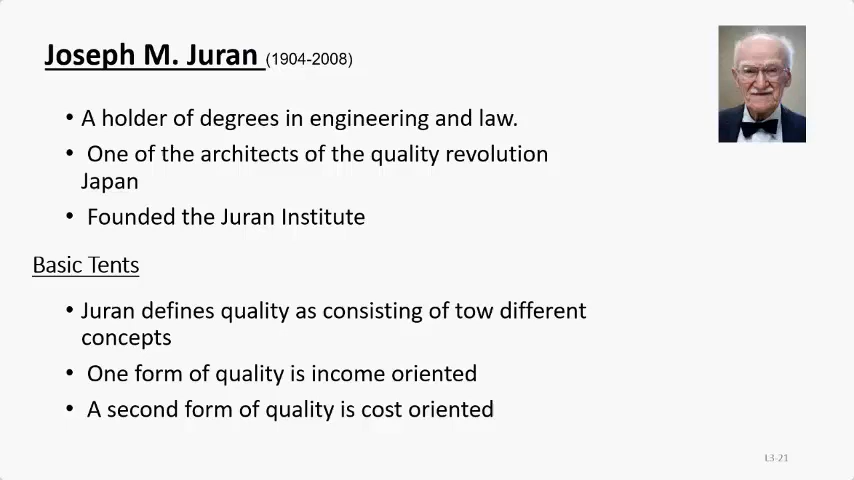 Joseph M. Juran (1904-2008)
• A holder of degrees in engineering and law.
• One of the architects of the quality revolution
Japan
• Founded the Juran Institute
Basic Tents
• Juran defines quality as consisting of tow different
concepts
• One form of quality is income oriented
• A second form of quality is cost oriented
L3-21